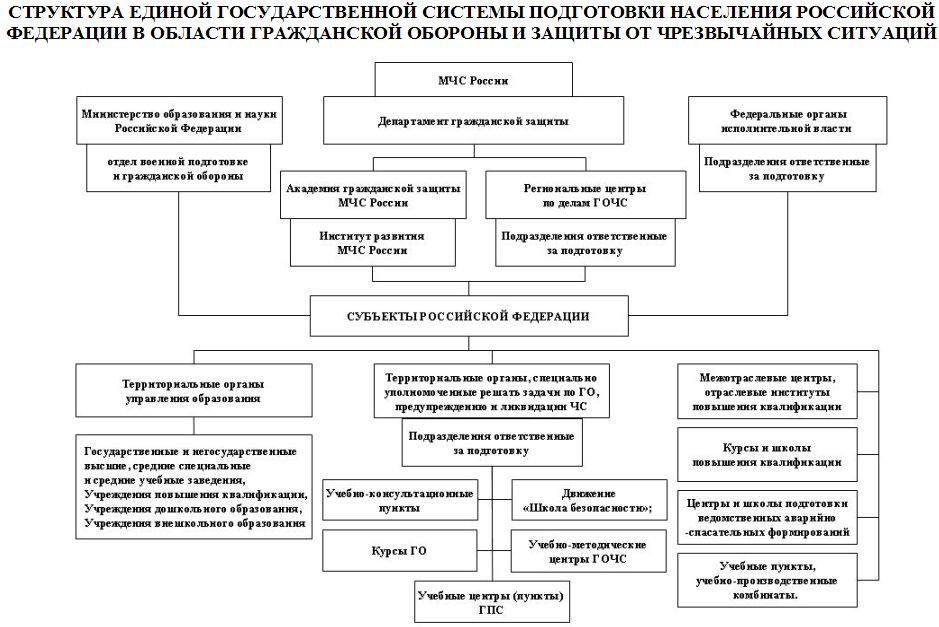 СТРУКТУРА ЕДИНОЙ ГОСУДАРСТВЕННОЙ СИСТЕМЫ ПОДГОТОВКИ НАСЕЛЕНИЯ РОССИЙСКОЙ
ФЕДЕРАЦИИ В ОБЛАСТИ ГРАЖДАНСКОЙ ОБОРОНЫ И ЗАЩИТЫ ОТ ЧРЕЗВЫЧАЙНЫХ СИТУАЦИЙ
МЧС России
Департамент гражданской защиты
Министерство образования и науки
Российской Федерации
отдел военной подготовке
и гражданской обороны
Федеральные органы
исполнительной власти
Подразделения ответственные
за подготовку
Академия гражданской защиты
МЧС России
Институт развития
МЧС России
Региональные центры
по делам ГОЧС
Подразделения ответственные
за подготовку
СУБЪЕКТЫ РОССИЙСКОЙ ФЕДЕРАЦИИ
Территориальные органы
управления образования
Государственные и негосударственные
высшие, средние специальные
и средние учебные заведения,
Учреждения повышения квалификации,
Учреждения дошкольного образования,
Учреждения внешкольного образования
Территориальные органы, специально
уполномоченные решать задачи по ГО,
предупреждению и ликвидации ЧС
Подразделения ответственные
за подготовку
Учебно-консультационные
пункты
Движение
«Школа безопасности»;
Курсы ГО
Учебно-методические
центры ГОЧС
Учебные центры (пункты)
ГПС
Межотраслевые центры,
отраслевые институты
повышения квалификации
Курсы и школы
повышения квалификации
Центры и школы подготовки
ведомственных аварийно
-спасательных формирований
Учебные пункты,
учебно-производственные
комбинаты.